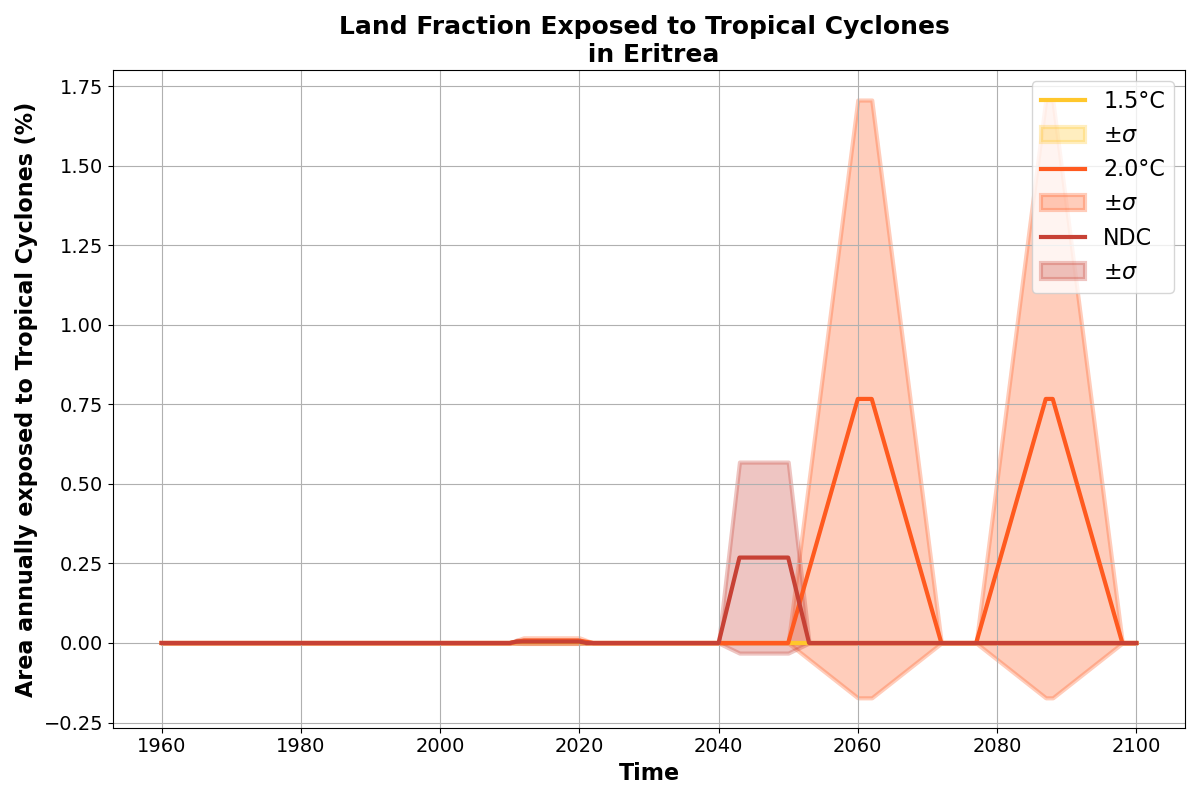 Land Fraction Exposed to Tropical Cyclones
in Eritrea
Area annually exposed to Tropical Cyclones (%)
1.75
1.50
1.25
1.00
0.75
0.50
0.25
0.00
−0.25
1960
1980
2000
2020
2040
2060
2080
2100
Time
1.5°C
±σ
2.0°C
±σ
NDC
±σ